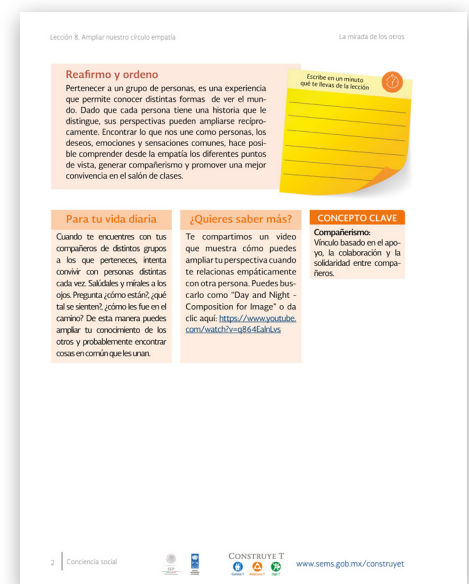 Lección 8. Ampliar nuestro círculo empatía
La mirada de los otros
Reafirmo y ordeno
Pertenecer a un grupo de personas, es una experiencia
que permite conocer distintas formas de ver el mun-
do. Dado que cada persona tiene una historia que le
distingue, sus perspectivas pueden ampliarse recípro-
camente. Encontrar lo que nos une como personas, los
deseos, emociones y sensaciones comunes, hace posi-
ble comprender desde la empatía los diferentes puntos
de vista, generar compañerismo y promover una mejor
convivencia en el salón de clases.
Escribe en un minuto
qué te llevas de la lección
Para tu vida diaria
Cuando te encuentres con tus
compañeros de distintos grupos
a los que perteneces, intenta
convivir con personas distintas
cada vez. Salúdales y mírales a los
ojos. Pregunta ¿cómo están?, ¿qué
tal se sienten?, ¿cómo les fue en el
camino? De esta manera puedes
ampliar tu conocimiento de los
otros y probablemente encontrar
cosas en común que les unan.
¿Quieres saber más?
Te compartimos un video
que muestra cómo puedes
ampliar tu perspectiva cuando
te relacionas empáticamente
con otra persona. Puedes bus-
carlo como "Day and Night -
Composition for Image" o da
clic aquí: https://www.youtube.
com/watch?v=q864EalnLvs
CONCEPTO CLAVE
Compañerismo:
Vínculo basado en el apo-
yo, la colaboración y la
solidaridad entre compa-
ñeros.
2 Conciencia social
SEP
CONSTRUYE T
www.sems.gob.mx/construyet